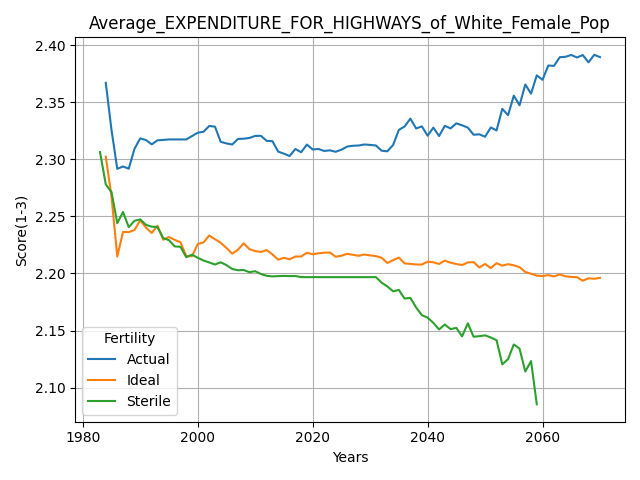 Average_EXPENDITURE_FOR_HIGHWAYS_of_White_Female_Pop
2.40
2.35
2.30
2.25
2.20
2.15
2.10
Score(1-3)
Fertility
Actual
Ideal
Sterile
1980 2000 2020 2040 2060
Years